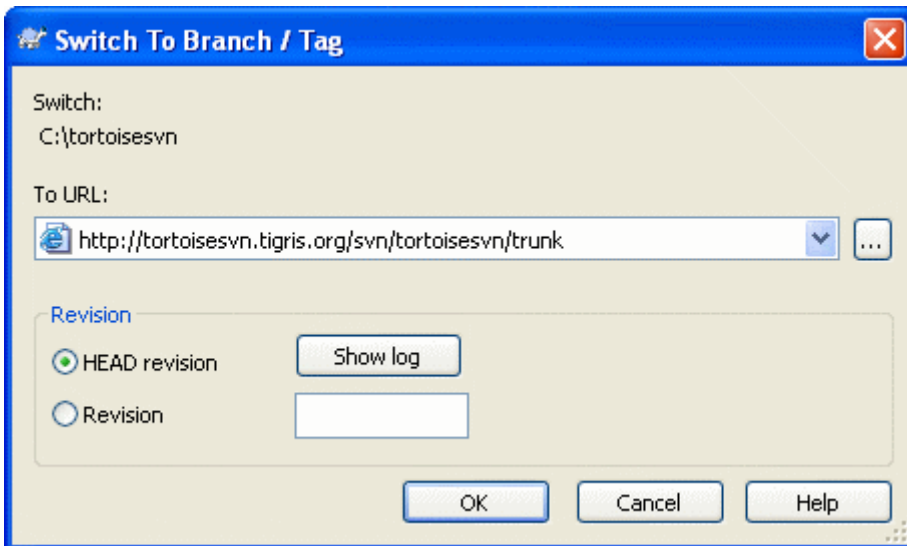 Switch To Branch / Tag
Switch:
C:\tortoisesvn
To URL:
http://tortoisesvn.tigris.org/svn/tortoisesvn/trunk
...
Revision
HEAD revision
Show log
Revision
OK
Cancel
Help